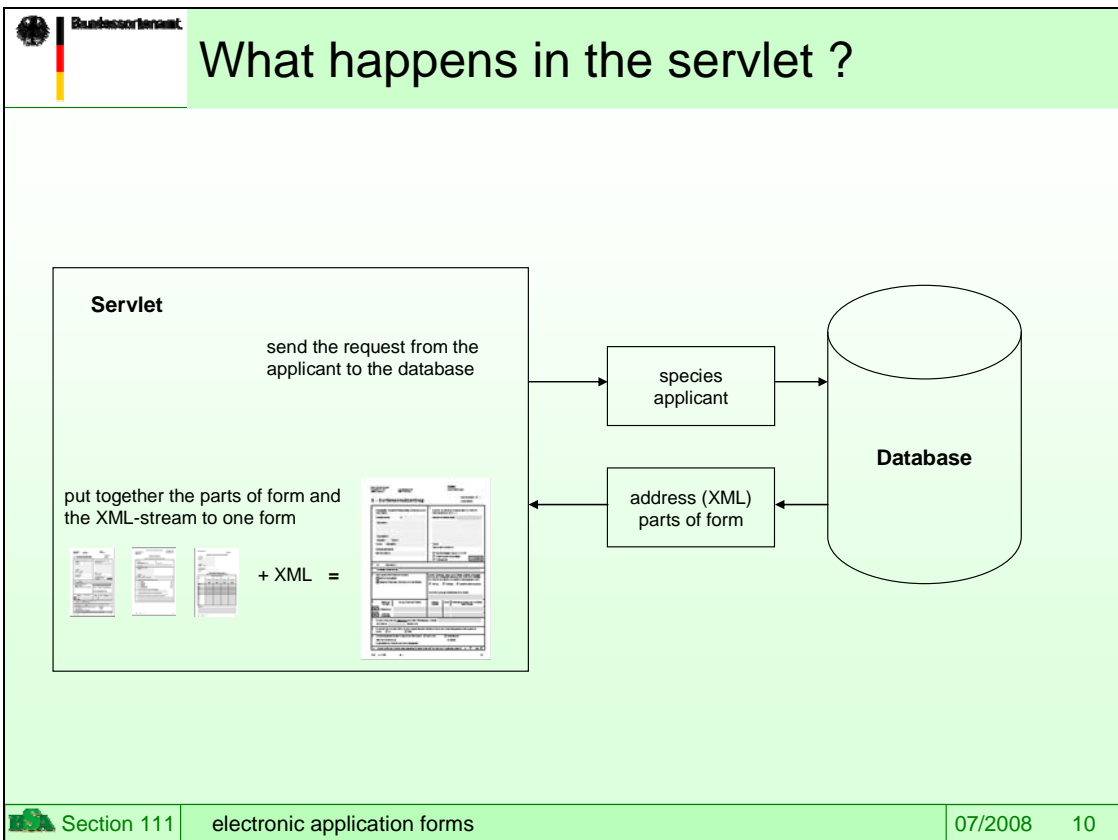 Bundessortenamt
What happens in the servlet ?
Servlet
send the request from the
applicant to the database
species
applicant
Database
address (XML)
parts of form
put together the parts of form and
the XML-stream to one form
+ XML =
BSA Section 111
electronic application forms
07/2008 10